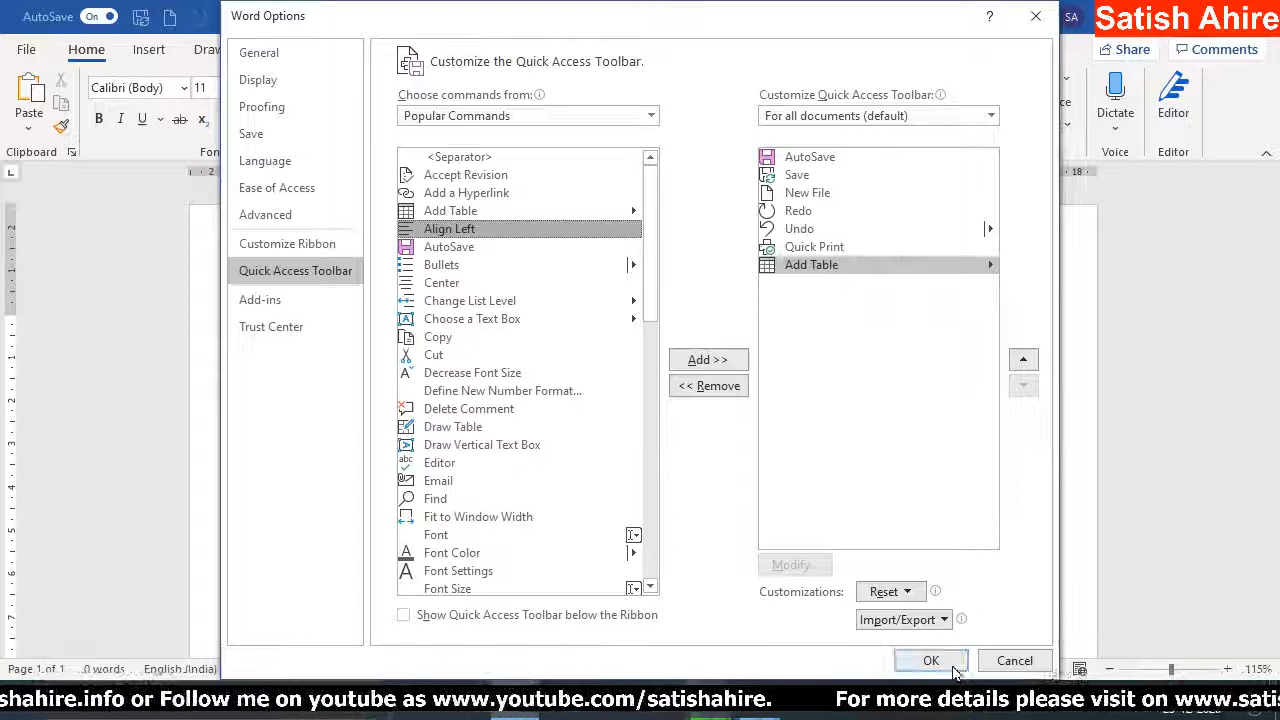 AutoSave On
Word Options
?
SA
Satish Ahire
File
Home
Insert
Share
Comments
Calibri (Body)
11
Paste
B
I
U
ab
x
Clipboard
Dictate
Editor
Voice
Editor
General
Display
Proofing
Save
Language
Ease of Access
Advanced
Customize Ribbon
Quick Access Toolbar
Add-ins
Trust Center
Customize the Quick Access Toolbar.
Choose commands from:
Popular Commands
<Separator>
Accept Revision
Add a Hyperlink
Add Table
Align Left
AutoSave
Bullets
Center
Change List Level
Choose a Text Box
Copy
Cut
Decrease Font Size
Define New Number Format...
Delete Comment
Draw Table
Draw Vertical Text Box
Editor
Email
Find
Fit to Window Width
Font
Font Color
Font Settings
Font Size
Show Quick Access Toolbar below the Ribbon
Add >>
<< Remove
Customize Quick Access Toolbar:
For all documents (default)
AutoSave
Save
New File
Redo
Undo
Quick Print
Add Table
Modify...
Customizations:
Reset
Import/Export
OK
Cancel
Page 1 of 1
0 words
English (India)
115%
shahire.info or Follow me on youtube as www.youtube.com/satishahire. For more details please visit on www.sati